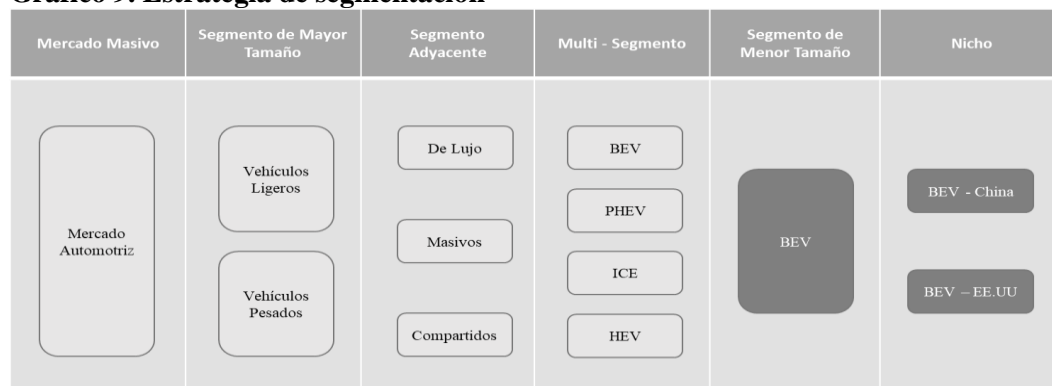 Gráfico 9. Estrategia de segmentación
Mercado Masivo
Segmento de Mayor
Tamaño
Segmento
Adyacente
Multi - Segmento
Segmento de
Menor Tamaño
Nicho
Mercado
Automotriz
Vehículos
Ligeros
Vehículos
Pesados
De Lujo
Masivos
Compartidos
BEV
PHEV
ICE
HEV
BEV
BEV - China
BEV – EE.UU